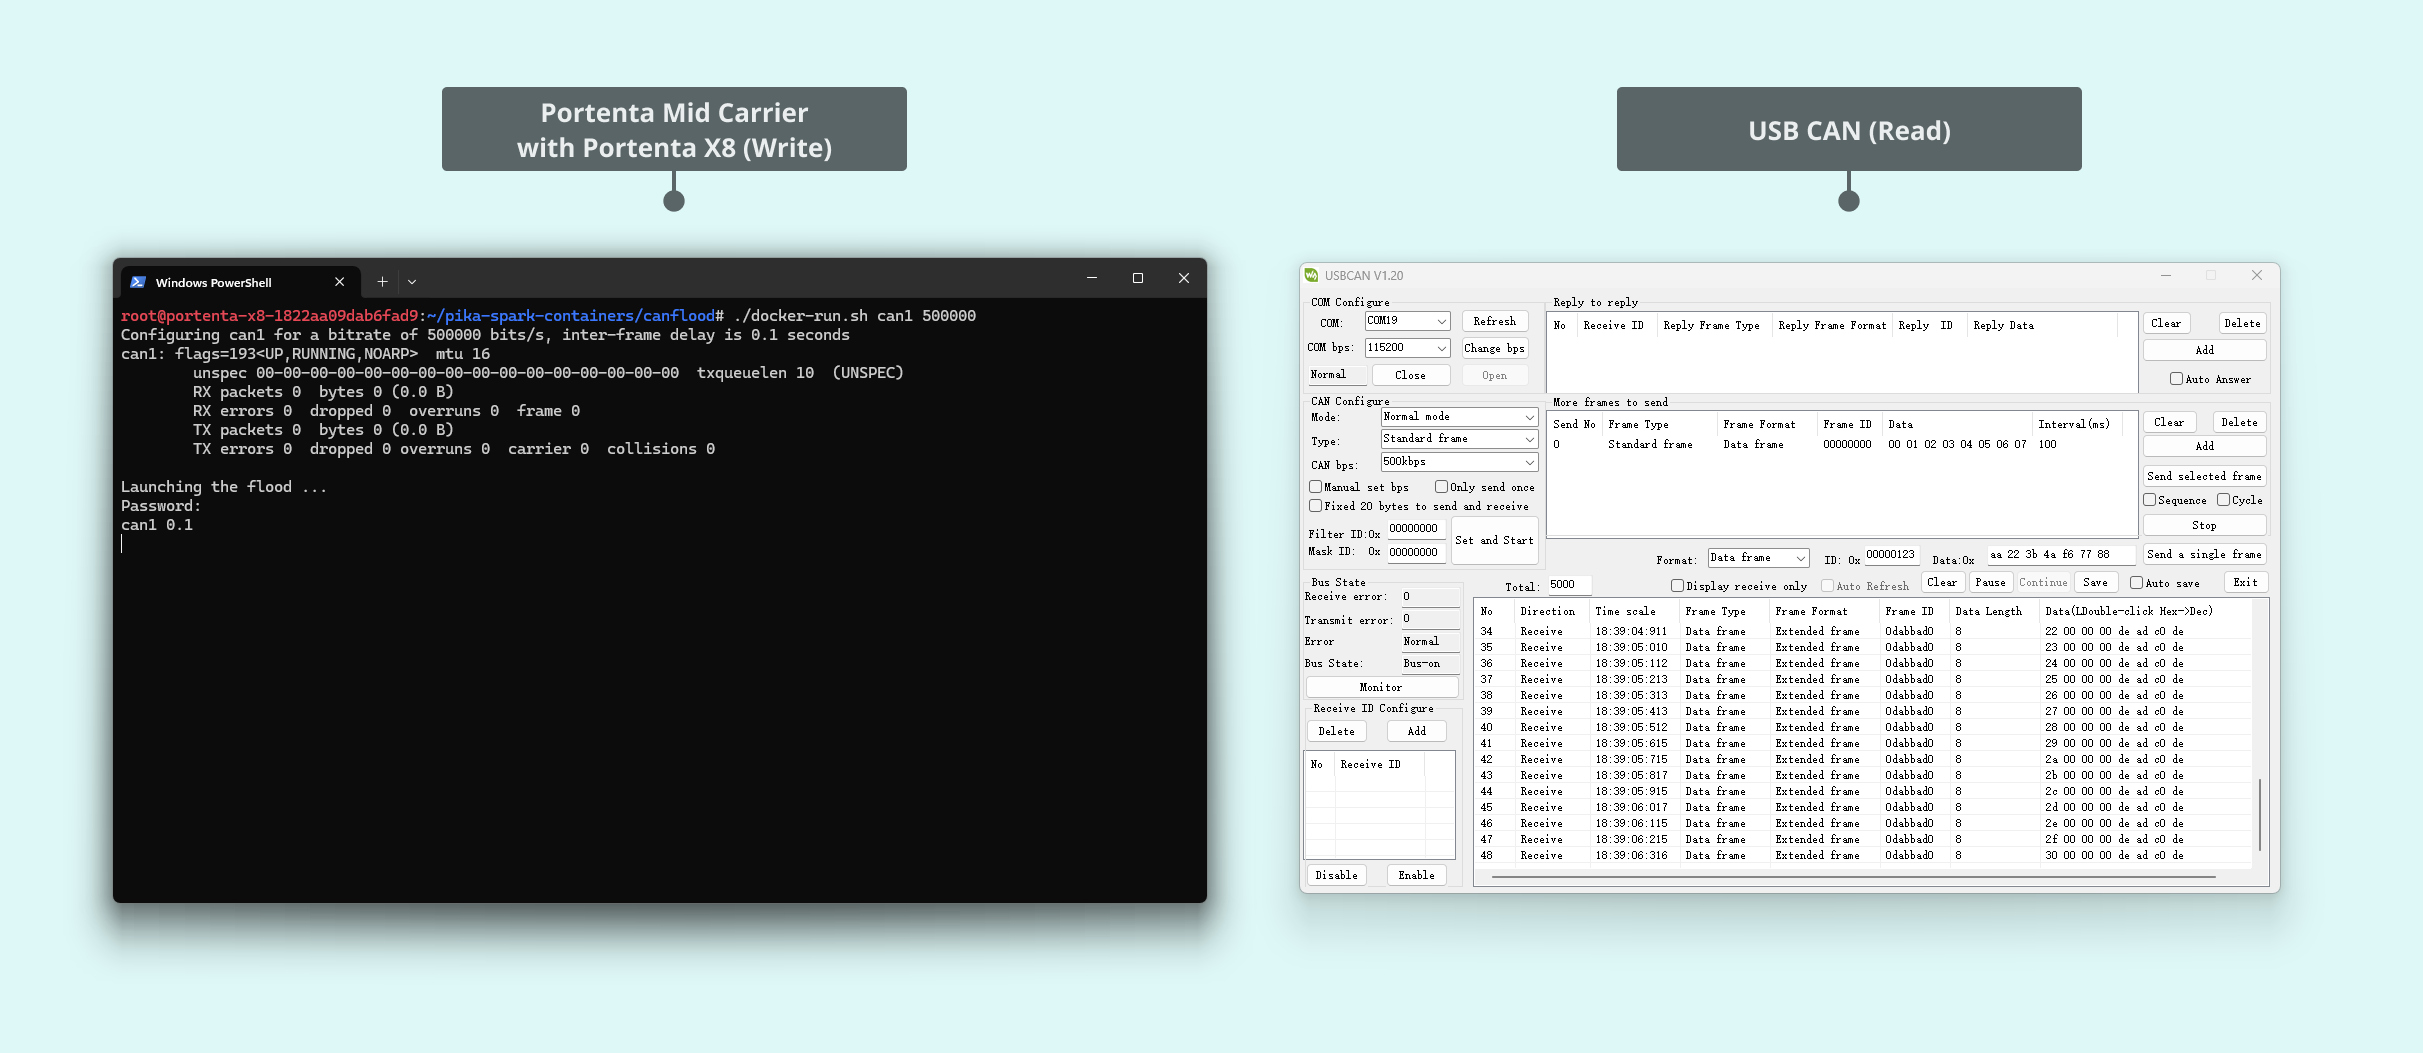 Portenta Mid Carrier
with Portenta X8 (Write)
USB CAN (Read)
Windows PowerShell
root@portenta-x8-1822aa09dab6fad9:~/pika-spark-containers/canflood# ./docker-run.sh can1 500000
Configuring can1 for a bitrate of 500000 bits/s, inter-frame delay is 0.1 seconds
can1: flags=193<UP,RUNNING,NOARP>  mtu 16
unspec 00-00-00-00-00-00-00-00-00-00-00-00-00-00-00-00  txqueuelen 10  (UNSPEC)
RX packets 0  bytes 0 (0.0 B)
RX errors 0  dropped 0  overruns 0  frame 0
TX packets 0  bytes 0 (0.0 B)
TX errors 0  dropped 0 overruns 0  carrier 0  collisions 0
Launching the flood ...
Password:
can1 0.1
USBCAN V1.20
COM Configure
COM: COM19 Refresh
COM bps: 115200 Change bps
Normal Close Open
CAN Configure
Mode: Normal mode
Type: Standard frame
CAN bps: 500kbps
Manual set bps Only send once
Fixed 20 bytes to send and receive
Filter ID:0x 00000000
Mask ID: 0x 00000000
Set and Start
Reply to reply
No Receive ID Reply Frame Type Reply Frame Format Reply ID Reply Data
Clear Delete
Add
Auto Answer
More frames to send
Send No Frame Type Frame Format Frame ID Data Interval(ms)
0 Standard frame Data frame 00000000 00 01 02 03 04 05 06 07 100
Clear Delete
Add
Send selected frame
Sequence Cycle
Stop
Format: Data frame ID: 0x 00000123 Data:0x aa 22 3b 4a f6 77 88 Send a single frame
Total: 5000 Display receive only Auto Refresh Clear Pause Continue Save Auto save Exit
Bus State
Receive error: 0
Transmit error: 0
Error Normal
Bus State: Bus-on
Monitor
Receive ID Configure
Delete Add
No Receive ID
Disable Enable
No Direction Time scale Frame Type Frame Format Frame ID Data Length Data(LDouble-click Hex->Dec)
34 Receive 18:39:04:911 Data frame Extended frame 0dabbad0 8 22 00 00 00 de ad c0 de
35 Receive 18:39:05:010 Data frame Extended frame 0dabbad0 8 23 00 00 00 de ad c0 de
36 Receive 18:39:05:112 Data frame Extended frame 0dabbad0 8 24 00 00 00 de ad c0 de
37 Receive 18:39:05:213 Data frame Extended frame 0dabbad0 8 25 00 00 00 de ad c0 de
38 Receive 18:39:05:313 Data frame Extended frame 0dabbad0 8 26 00 00 00 de ad c0 de
39 Receive 18:39:05:413 Data frame Extended frame 0dabbad0 8 27 00 00 00 de ad c0 de
40 Receive 18:39:05:512 Data frame Extended frame 0dabbad0 8 28 00 00 00 de ad c0 de
41 Receive 18:39:05:615 Data frame Extended frame 0dabbad0 8 29 00 00 00 de ad c0 de
42 Receive 18:39:05:715 Data frame Extended frame 0dabbad0 8 2a 00 00 00 de ad c0 de
43 Receive 18:39:05:817 Data frame Extended frame 0dabbad0 8 2b 00 00 00 de ad c0 de
44 Receive 18:39:05:915 Data frame Extended frame 0dabbad0 8 2c 00 00 00 de ad c0 de
45 Receive 18:39:06:017 Data frame Extended frame 0dabbad0 8 2d 00 00 00 de ad c0 de
46 Receive 18:39:06:115 Data frame Extended frame 0dabbad0 8 2e 00 00 00 de ad c0 de
47 Receive 18:39:06:215 Data frame Extended frame 0dabbad0 8 2f 00 00 00 de ad c0 de
48 Receive 18:39:06:316 Data frame Extended frame 0dabbad0 8 30 00 00 00 de ad c0 de